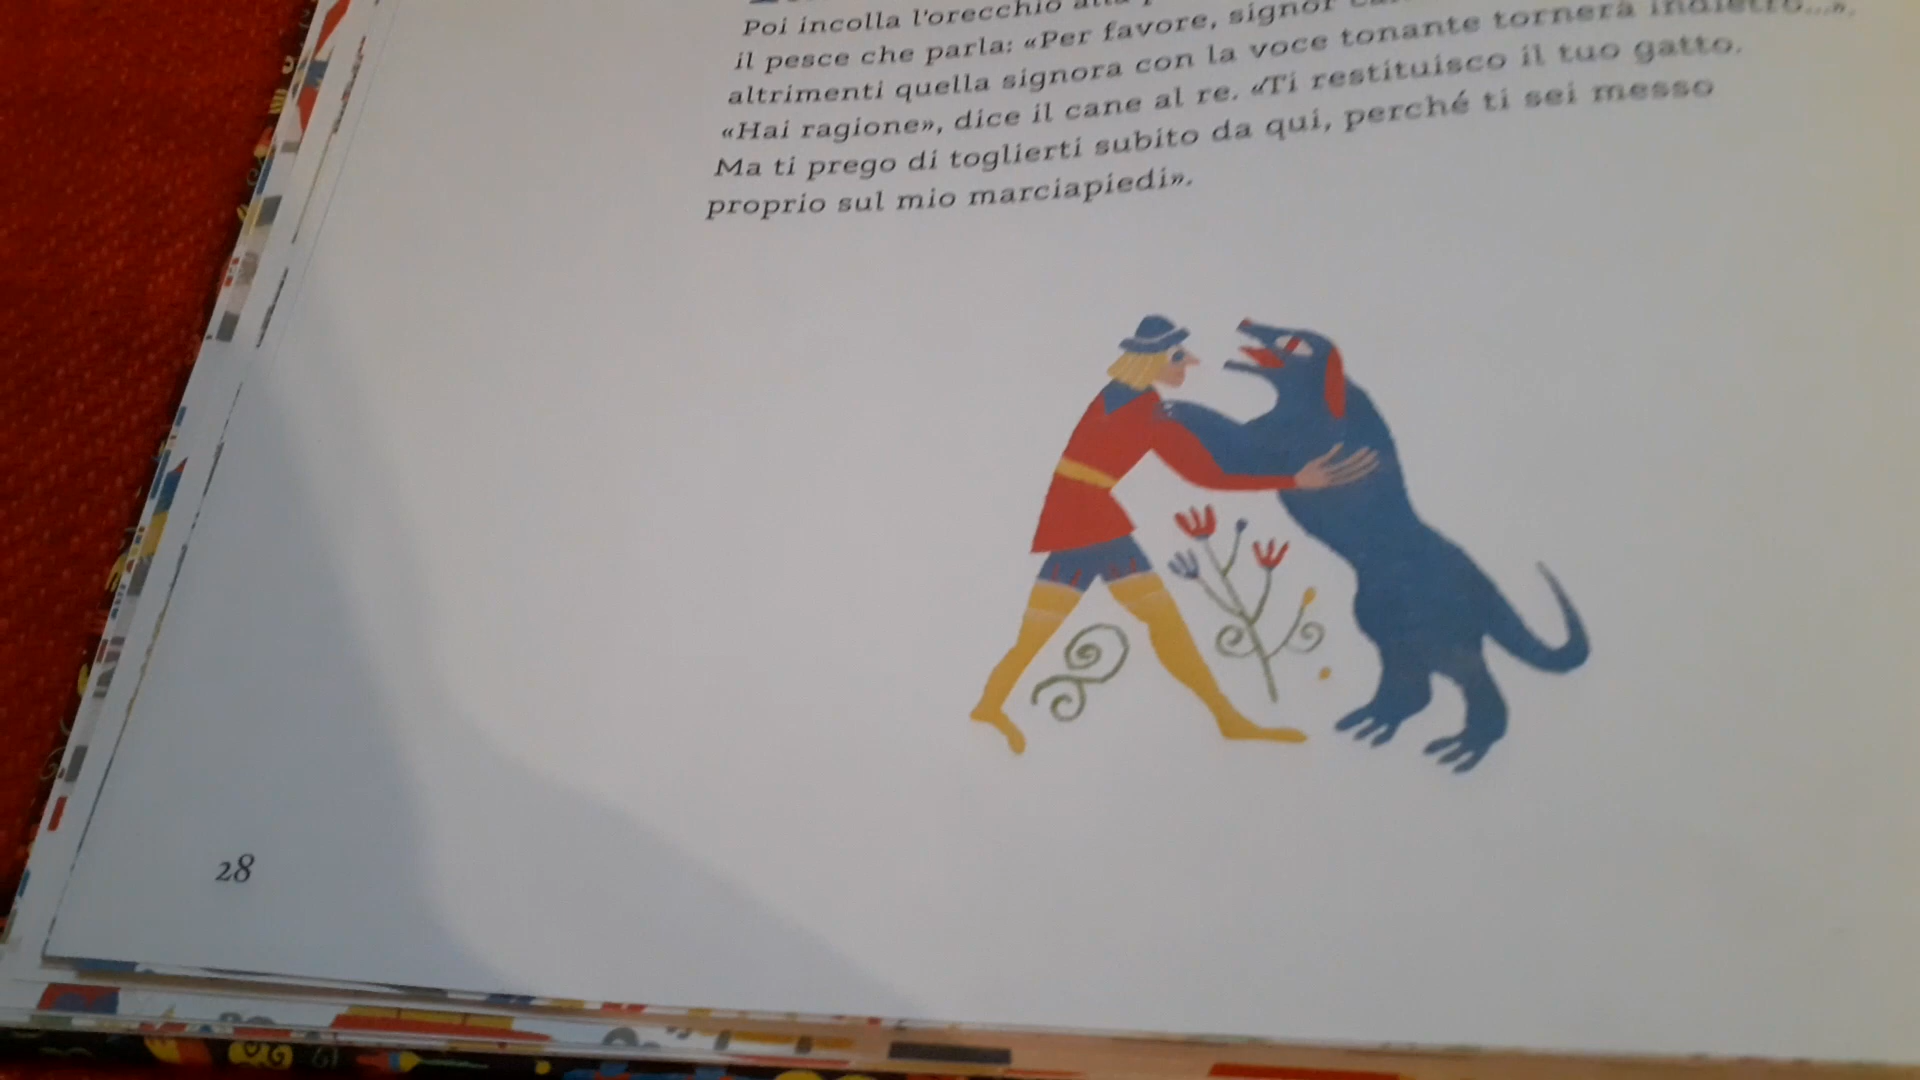 Poi incolla l'orecchio
il pesce che parla: «Per favore, signor
altrimenti quella signora con la voce tonante tornerà indietro...».
«Hai ragione», dice il cane al re. «Ti restituisco il tuo gatto.
Ma ti prego di toglierti subito da qui, perché ti sei messo
proprio sul mio marciapiedi».
28